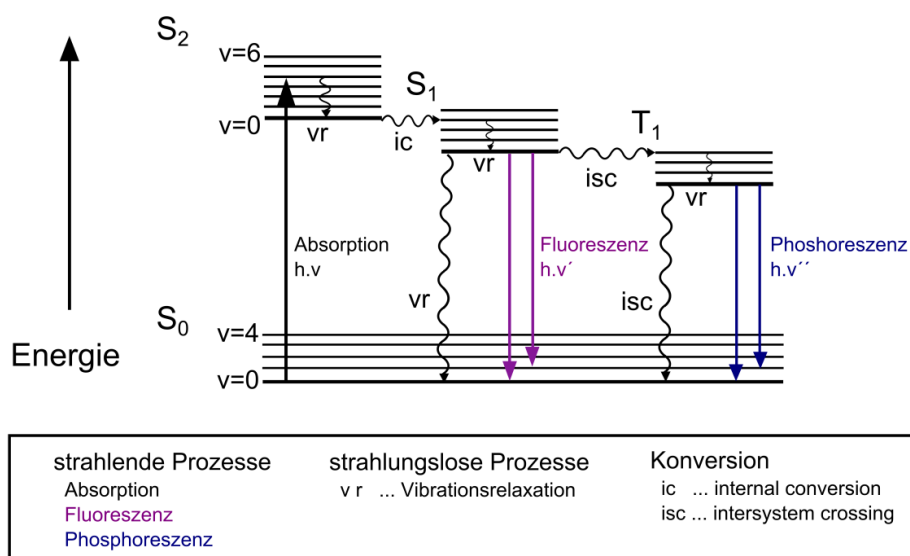 S₂
v=6
v=0
vr
ic
S₁
vr
isc
T₁
vr
Absorption
h.v
Fluoreszenz
h.v´
Phoshoreszenz
h.v´´
vr
isc
S₀
v=4
v=0
Energie
strahlende Prozesse
Absorption
Fluoreszenz
Phosphoreszenz
strahlungslose Prozesse
v r ... Vibrationsrelaxation
Konversion
ic ... internal conversion
isc ... intersystem crossing